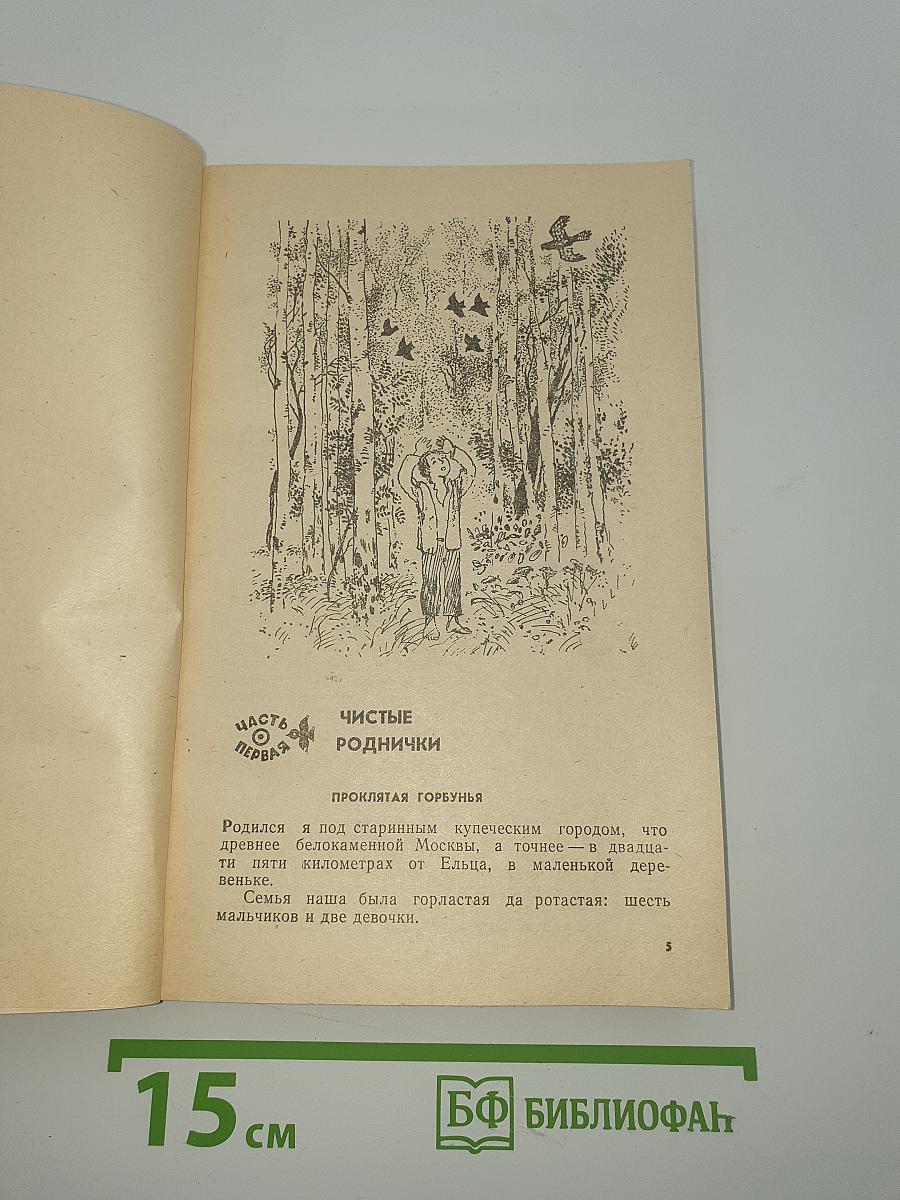 ЧАСТЬ
ПЕРВАЯ
ЧИСТЫЕ
РОДНИЧКИ
ПРОКЛЯТАЯ ГОРБУНЬЯ
Родился я под старинным купеческим городом, что
древнее белокаменной Москвы, а точнее — в двадца-
ти пяти километрах от Ельца, в маленькой дере-
веньке.
Семья наша была горластая да ротастая: шесть
мальчиков и две девочки.
5
15 см
БФ БИБЛИОФАН